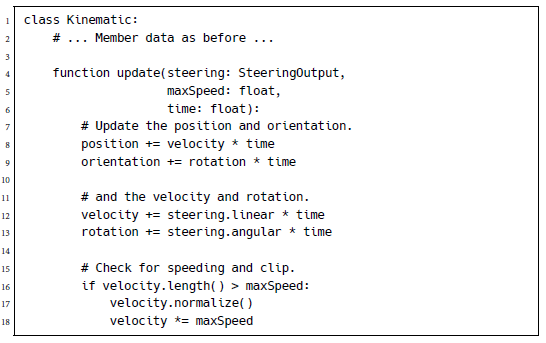 1 class Kinematic:
2     # ... Member data as before ...
3
4     function update(steering: SteeringOutput,
5                     maxSpeed: float,
6                     time: float):
7         # Update the position and orientation.
8         position += velocity * time
9         orientation += rotation * time
10
11         # and the velocity and rotation.
12         velocity += steering.linear * time
13         rotation += steering.angular * time
14
15         # Check for speeding and clip.
16         if velocity.length() > maxSpeed:
17             velocity.normalize()
18             velocity *= maxSpeed